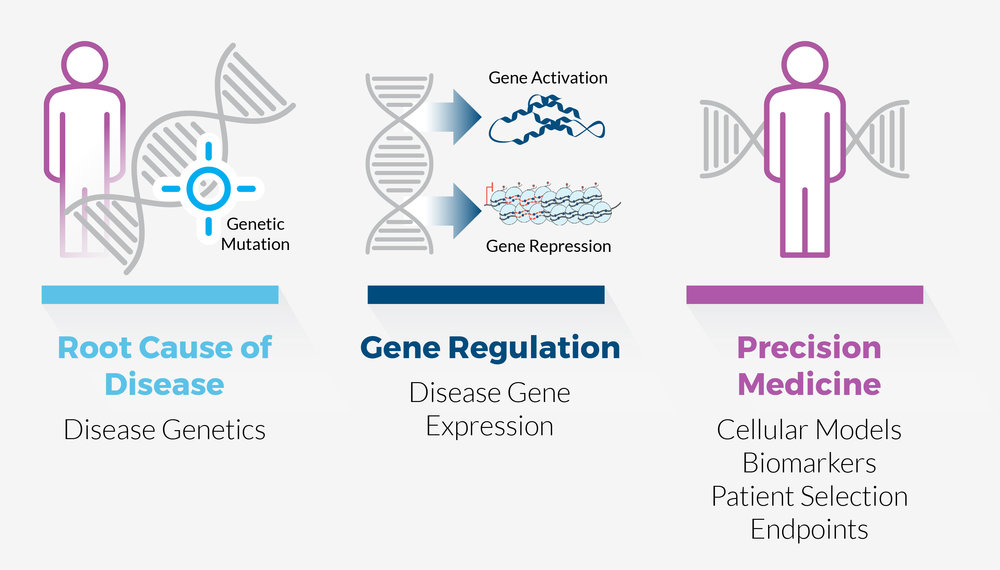 Genetic
Mutation
Root Cause of
Disease
Disease Genetics
Gene Activation
Gene Repression
Gene Regulation
Disease Gene
Expression
Precision
Medicine
Cellular Models
Biomarkers
Patient Selection
Endpoints